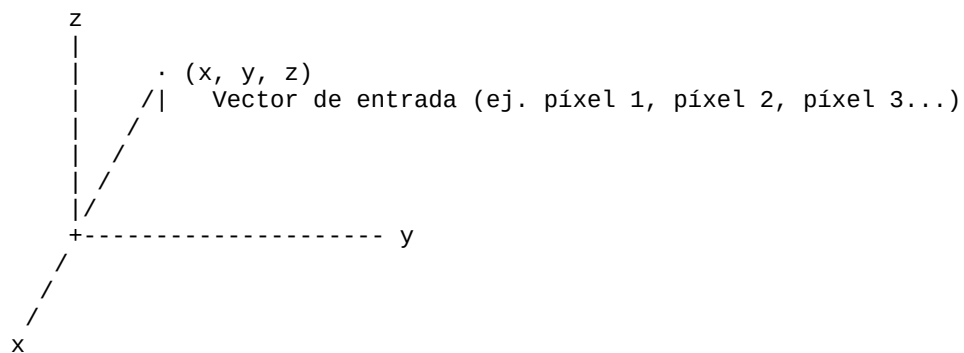 z
· (x, y, z)
Vector de entrada (ej. píxel 1, píxel 2, píxel 3...)
y
x